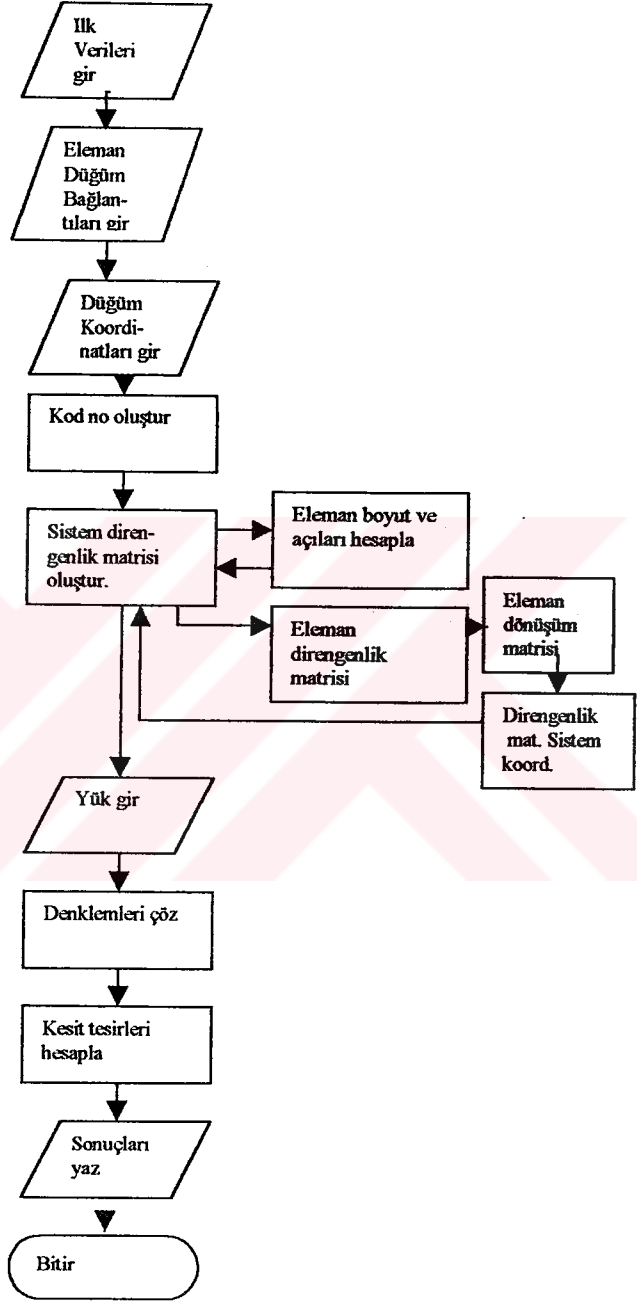 Ilk
Verileri
gir
Eleman
Düğüm
Bağlan-
tıları gir
Düğüm
Koordi-
natları gir
Kod no oluştur
Sistem diren-
genlik matrisi
oluştur.
Eleman boyut ve
açıları hesapla
Eleman
direngenlik
matrisi
Eleman
dönüşüm
matrisi
Direngenlik
mat. Sistem
koord.
Yük gir
Denklemleri çöz
Kesit tesirleri
hesapla
Sonuçları
yaz
Bitir